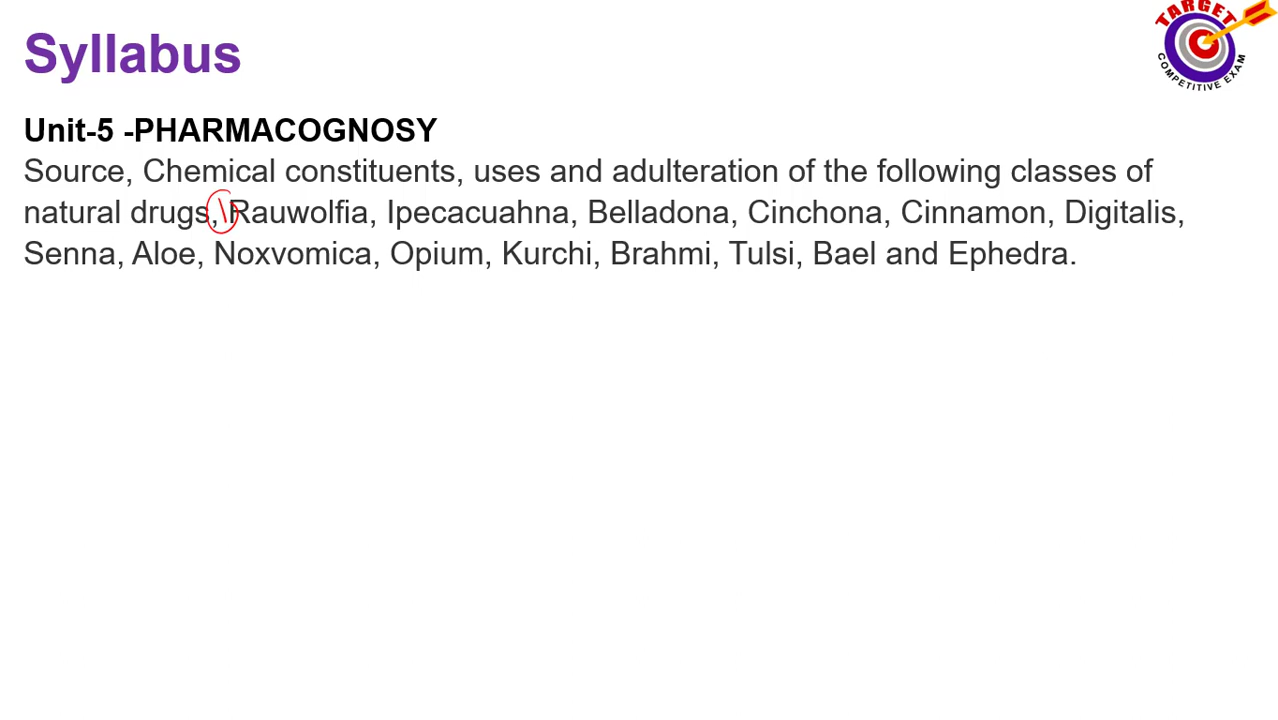 TARGET
COMPETITIVE EXAM
Syllabus
Unit-5 -PHARMACOGNOSY
Source, Chemical constituents, uses and adulteration of the following classes of
natural drugs, Rauwolfia, Ipecacuahna, Belladona, Cinchona, Cinnamon, Digitalis,
Senna, Aloe, Noxvomica, Opium, Kurchi, Brahmi, Tulsi, Bael and Ephedra.